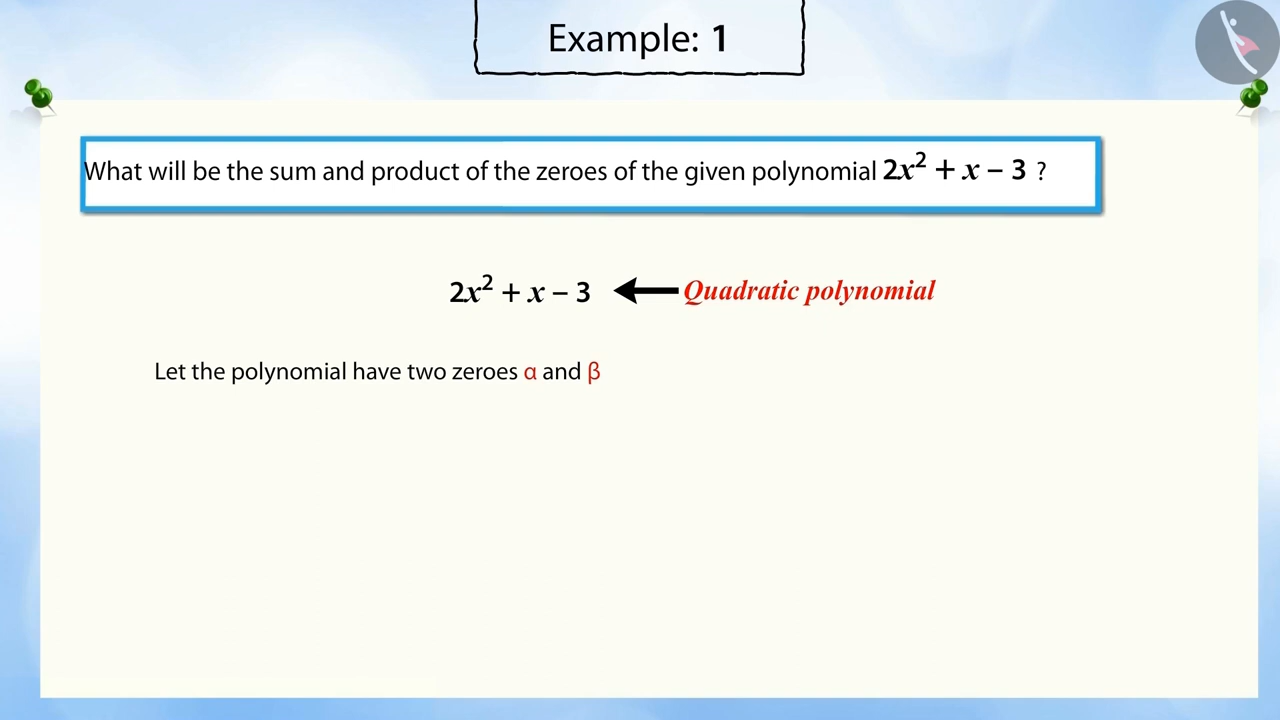 Example: 1
What will be the sum and product of the zeroes of the given polynomial 2x² + x – 3 ?
2x² + x – 3 ← Quadratic polynomial
Let the polynomial have two zeroes α and β